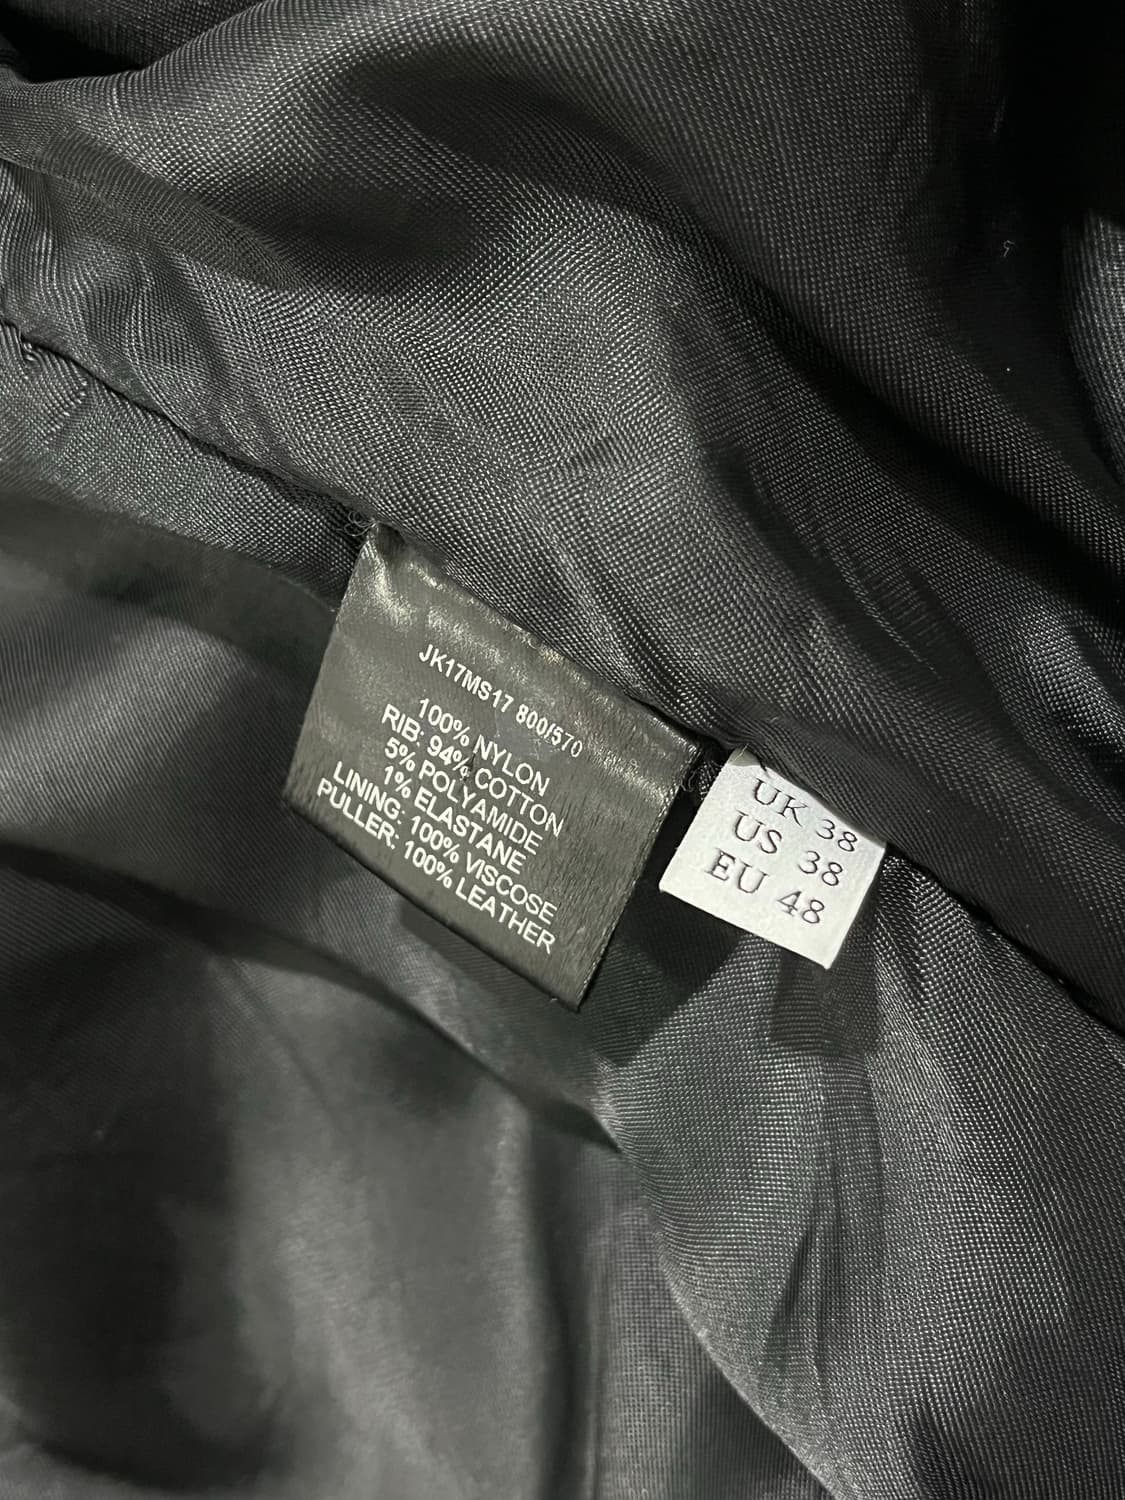 JK17MS17 800/570
100% NYLON
RIB: 94% COTTON
5% POLYAMIDE
1% ELASTANE
LINING: 100% VISCOSE
PULLER: 100% LEATHER
UK 38
US 38
EU 48